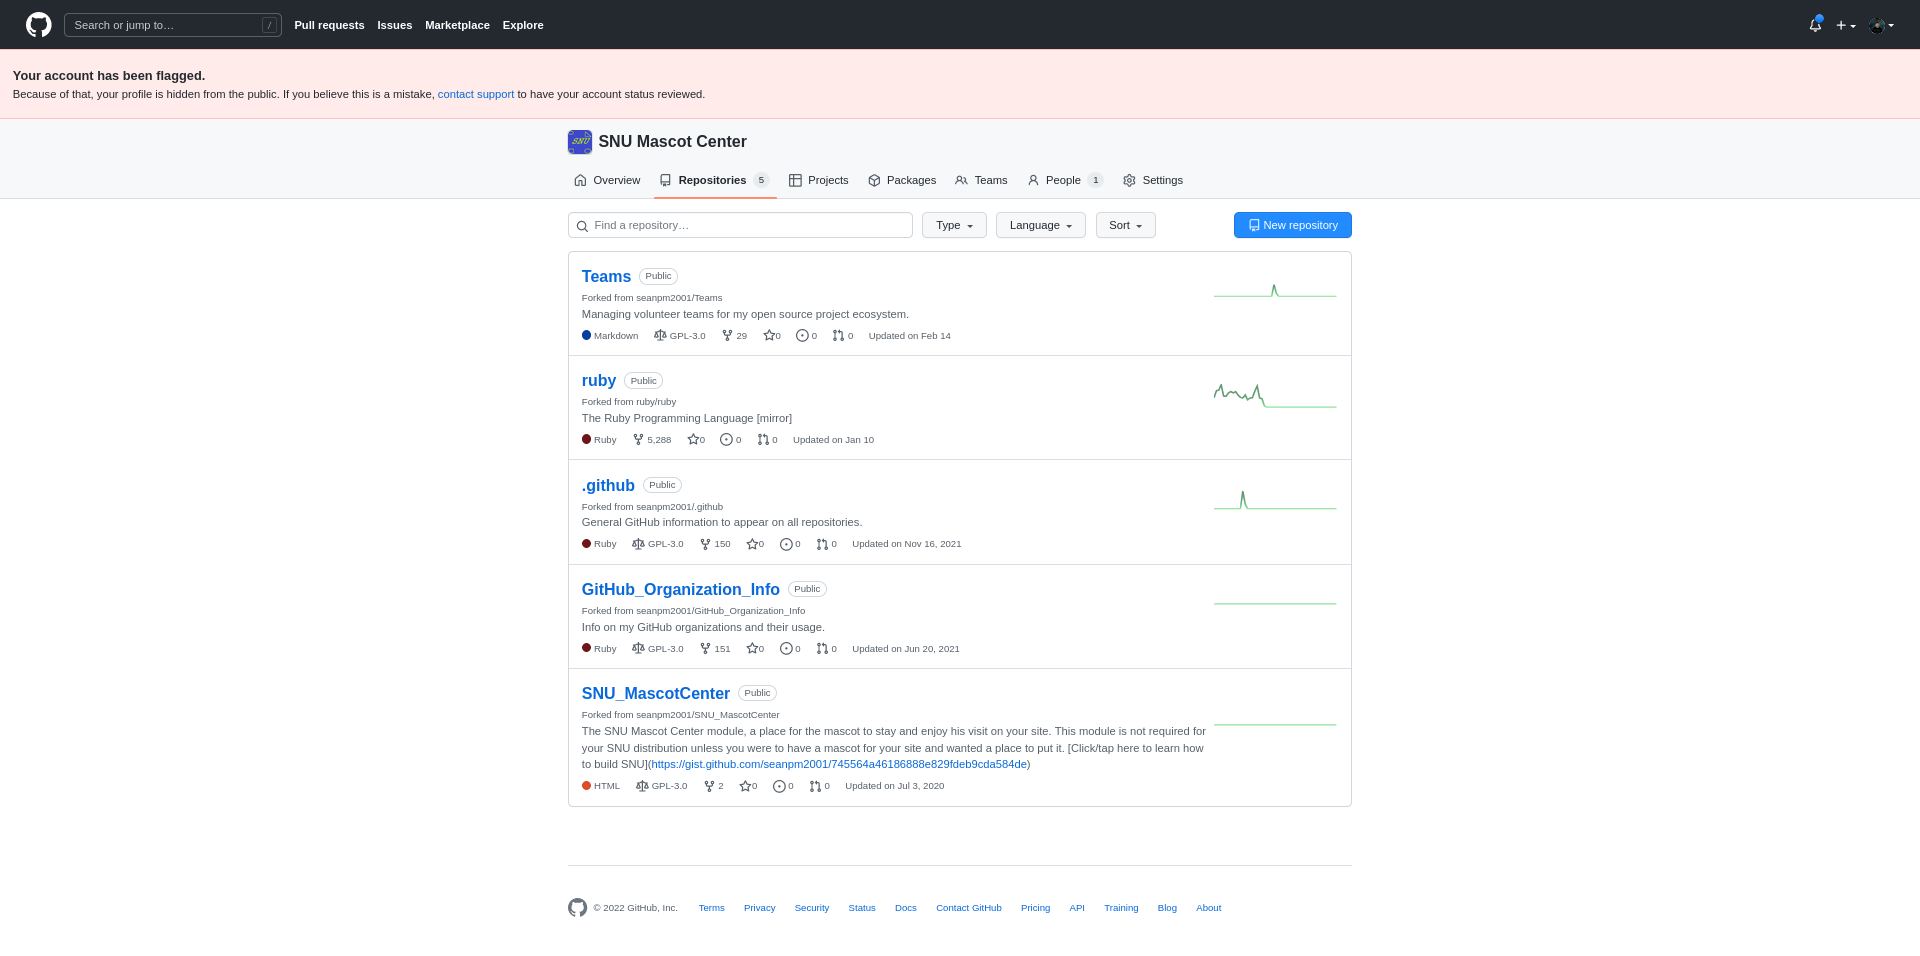 Search or jump to… /
Pull requests Issues Marketplace Explore
Your account has been flagged.
Because of that, your profile is hidden from the public. If you believe this is a mistake, contact support to have your account status reviewed.
SNU
SNU Mascot Center
Overview Repositories 5 Projects Packages Teams People 1 Settings
Find a repository… Type Language Sort New repository
Teams Public
Forked from seanpm2001/Teams
Managing volunteer teams for my open source project ecosystem.
Markdown GPL-3.0 29 0 0 0 Updated on Feb 14
ruby Public
Forked from ruby/ruby
The Ruby Programming Language [mirror]
Ruby 5,288 0 0 0 Updated on Jan 10
.github Public
Forked from seanpm2001/.github
General GitHub information to appear on all repositories.
Ruby GPL-3.0 150 0 0 0 Updated on Nov 16, 2021
GitHub_Organization_Info Public
Forked from seanpm2001/GitHub_Organization_Info
Info on my GitHub organizations and their usage.
Ruby GPL-3.0 151 0 0 0 Updated on Jun 20, 2021
SNU_MascotCenter Public
Forked from seanpm2001/SNU_MascotCenter
The SNU Mascot Center module, a place for the mascot to stay and enjoy his visit on your site. This module is not required for
your SNU distribution unless you were to have a mascot for your site and wanted a place to put it. [Click/tap here to learn how
to build SNU](https://gist.github.com/seanpm2001/745564a46186888e829fdeb9cda584de)
HTML GPL-3.0 2 0 0 0 Updated on Jul 3, 2020
© 2022 GitHub, Inc. Terms Privacy Security Status Docs Contact GitHub Pricing API Training Blog About